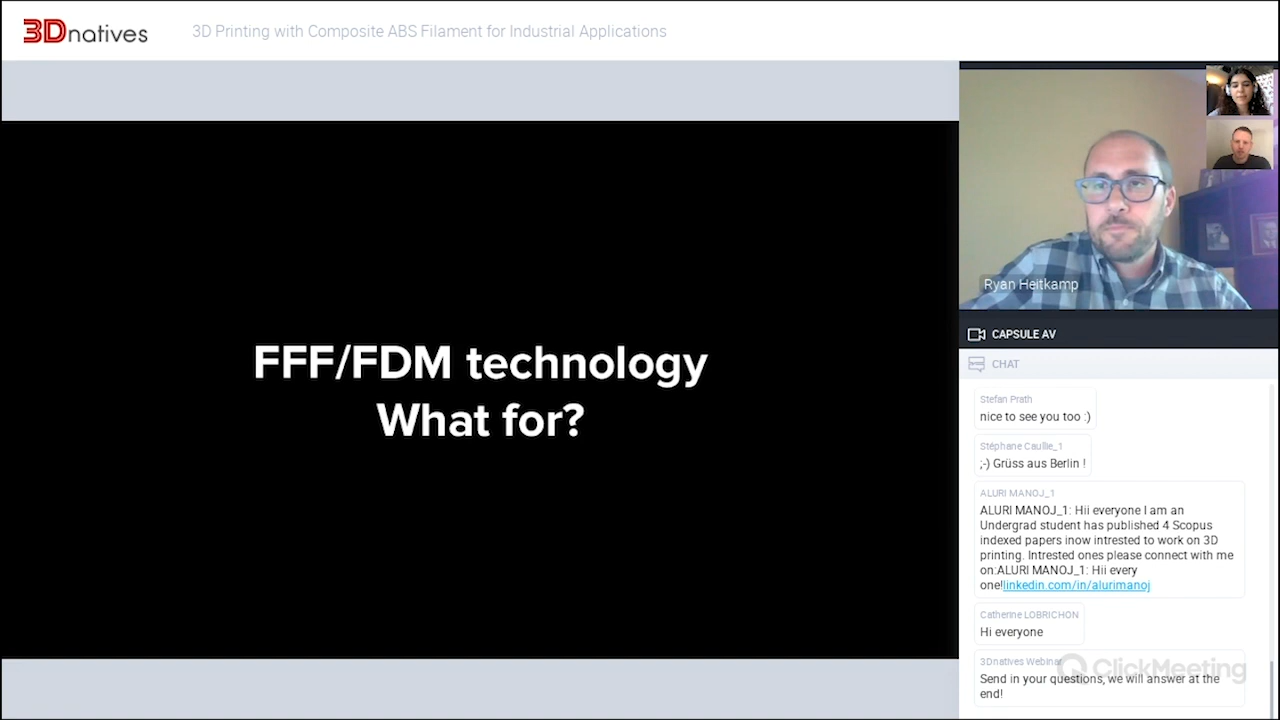 3Dnatives
3D Printing with Composite ABS Filament for Industrial Applications
FFF/FDM technology
What for?
Ryan Heitkamp
CAPSULE AV
CHAT
Stefan Prath
nice to see you too :)
Stéphane Caullie_1
;-) Grüss aus Berlin !
ALURI MANOJ_1
ALURI MANOJ_1: Hii everyone I am an
Undergrad student has published 4 Scopus
indexed papers inow intrested to work on 3D
printing. Intrested ones please connect with me
on:ALURI MANOJ_1: Hii every
one!linkedin.com/in/alurimanoj
Catherine LOBRICHON
Hi everyone
3Dnatives Webinar
ClickMeeting
Send in your questions, we will answer at the
end!